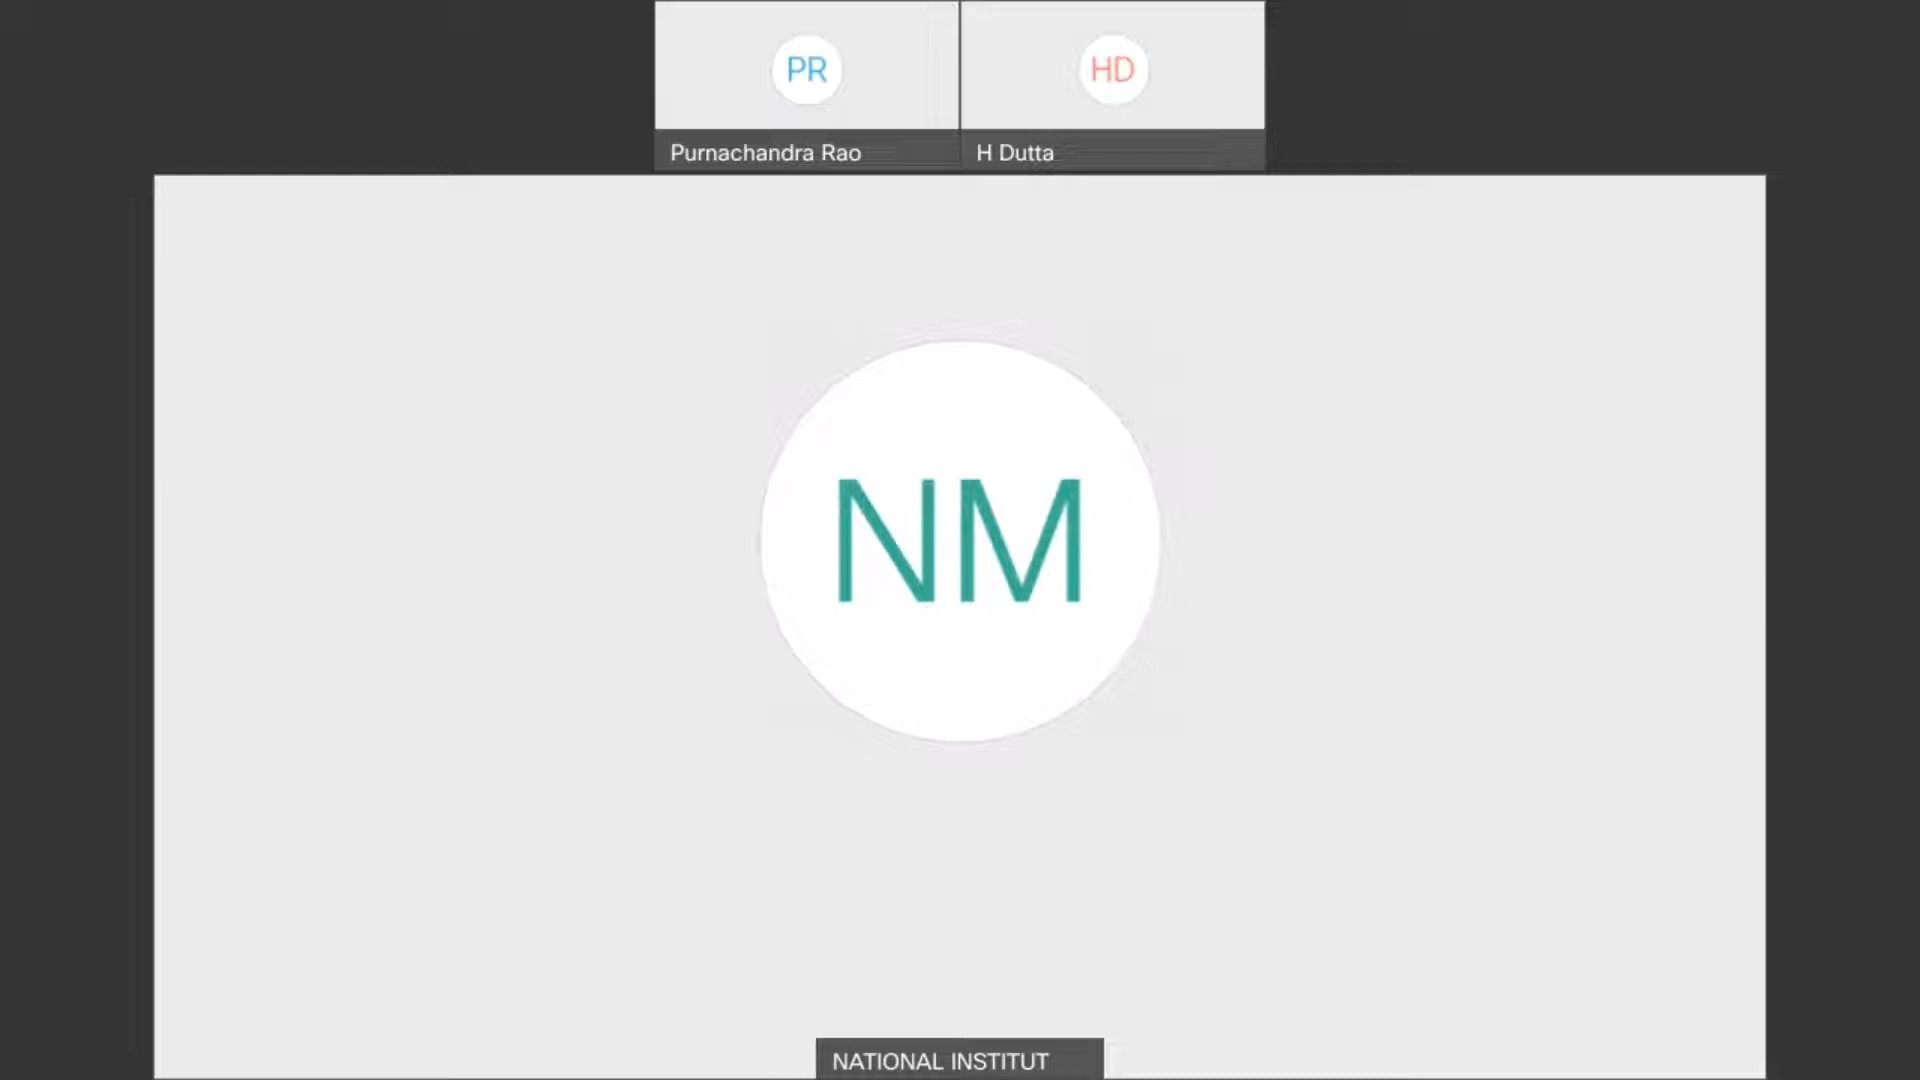 PR
HD
Purnachandra Rao
H Dutta
NM
NATIONAL INSTITUT